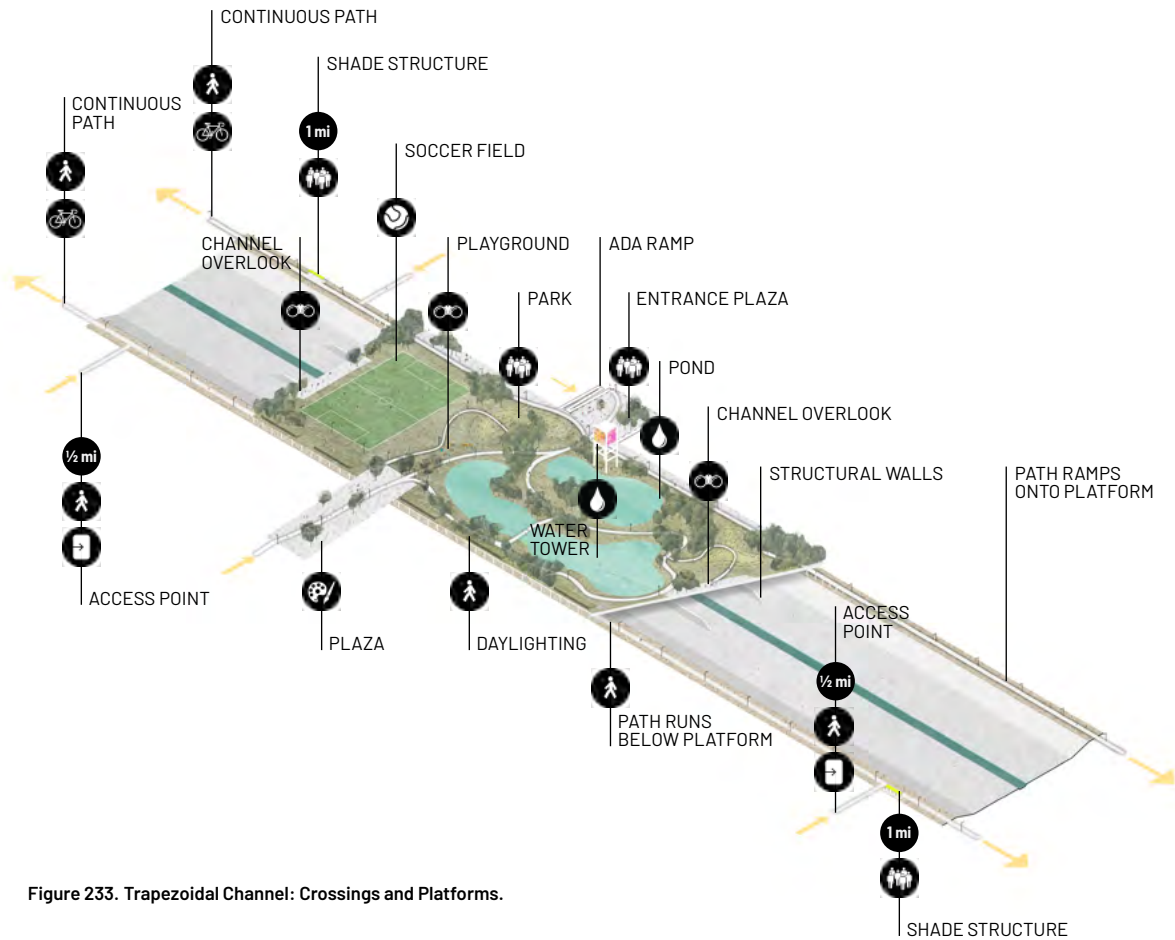 CONTINUOUS PATH
SHADE STRUCTURE
CONTINUOUS
PATH
1 mi
SOCCER FIELD
CHANNEL
OVERLOOK
PLAYGROUND
ADA RAMP
PARK
ENTRANCE PLAZA
POND
CHANNEL OVERLOOK
STRUCTURAL WALLS
PATH RAMPS
ONTO PLATFORM
½ mi
WATER
TOWER
ACCESS POINT
PLAZA
DAYLIGHTING
ACCESS
POINT
½ mi
PATH RUNS
BELOW PLATFORM
1 mi
SHADE STRUCTURE
Figure 233. Trapezoidal Channel: Crossings and Platforms.